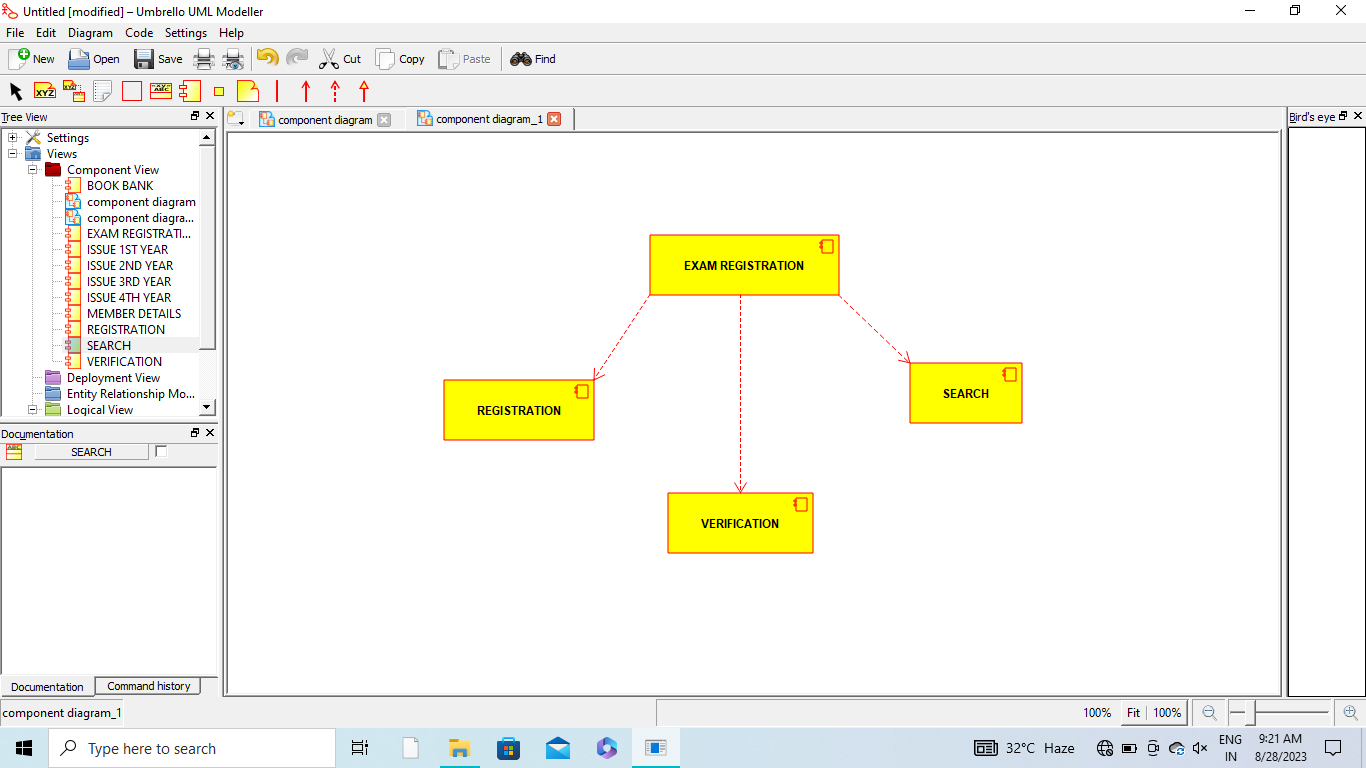 Untitled [modified] – Umbrello UML Modeller
File Edit Diagram Code Settings Help
New Open Save Cut Copy Paste Find
XYZ XYZ XY ABC
Tree View
component diagram
component diagram_1
Bird's eye
Settings
Views
Component View
BOOK BANK
component diagram
component diagra...
EXAM REGISTRATI...
ISSUE 1ST YEAR
ISSUE 2ND YEAR
ISSUE 3RD YEAR
ISSUE 4TH YEAR
MEMBER DETAILS
REGISTRATION
SEARCH
VERIFICATION
Deployment View
Entity Relationship Mo...
Logical View
Documentation
ABC SEARCH
Documentation Command history
EXAM REGISTRATION
REGISTRATION
SEARCH
VERIFICATION
component diagram_1
100% Fit 100%
Type here to search
32°C Haze
ENG
IN
9:21 AM
8/28/2023